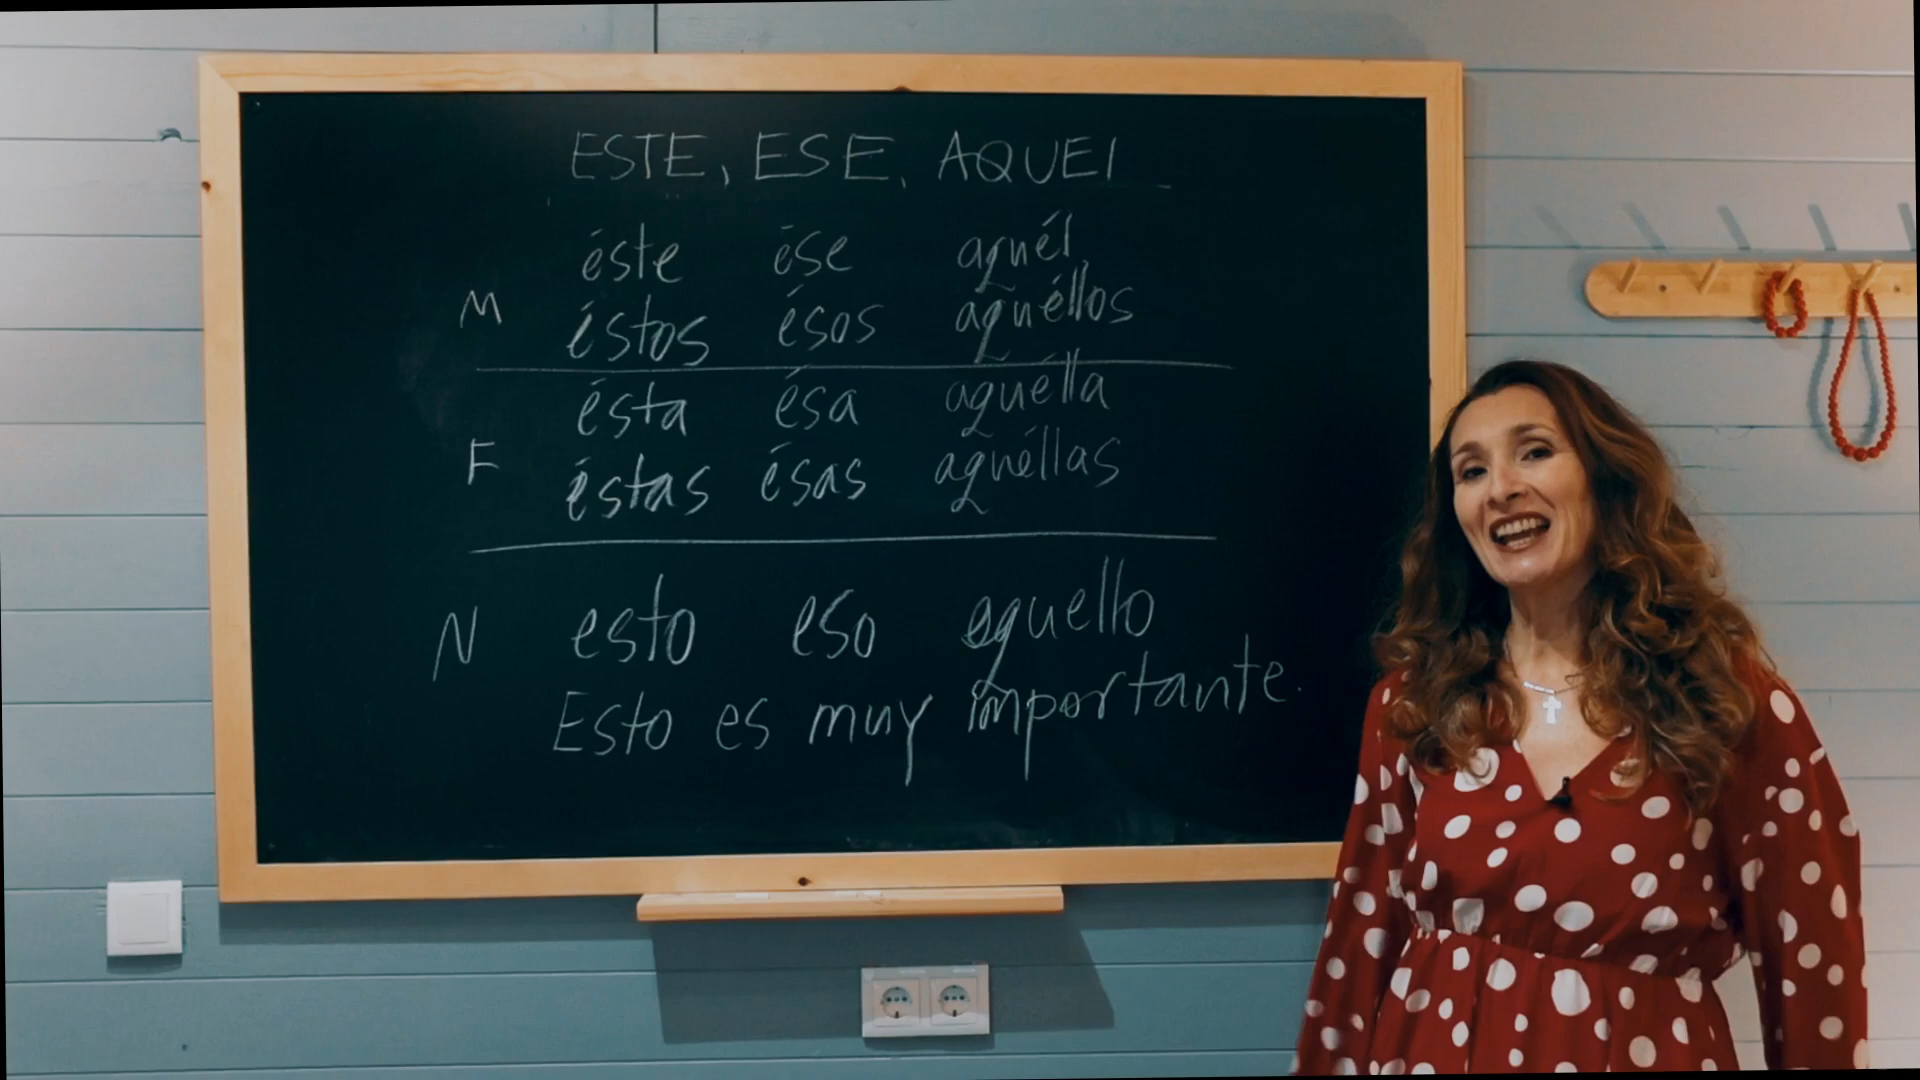 ESTE, ESE, AQUEL
éste ése aquél
M
éstos ésos aquéllos
ésta ésa aquélla
F
éstas ésas aquéllas
N esto eso aquello
Esto es muy importante.